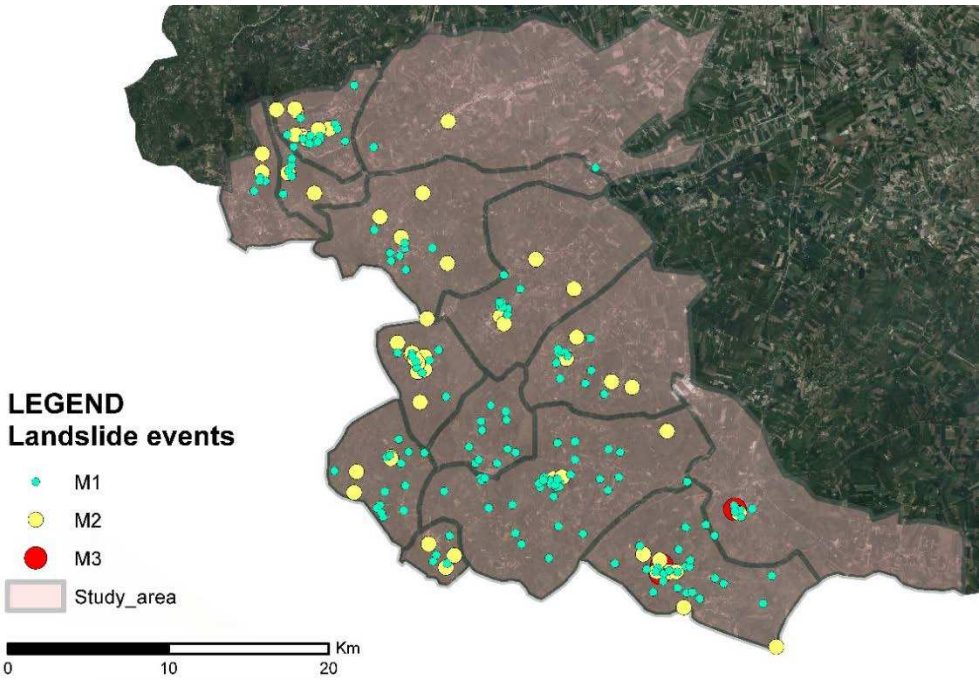 LEGEND
Landslide events
M1
M2
M3
Study_area
Km
0 10 20